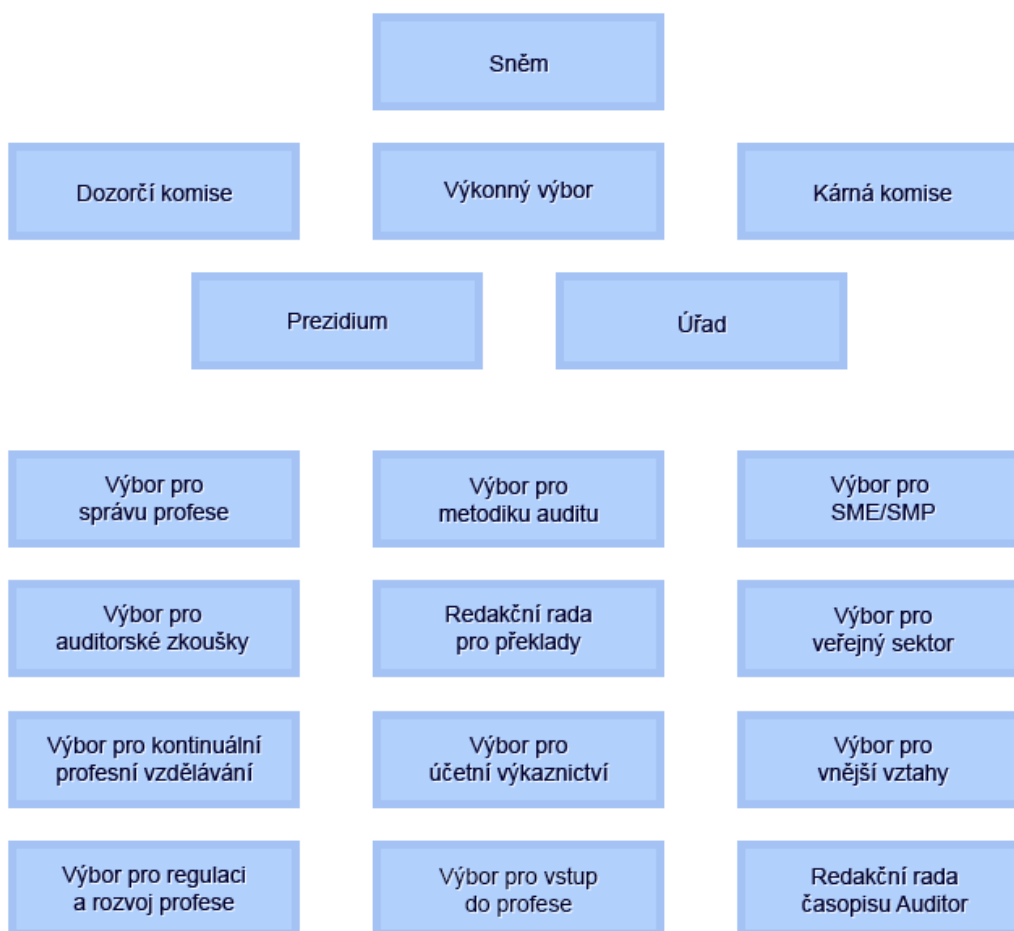 Sněm
Dozorčí komise
Výkonný výbor
Kárná komise
Prezidium
Úřad
Výbor pro
správu profese
Výbor pro
metodiku auditu
Výbor pro
SME/SMP
Výbor pro
auditorské zkoušky
Redakční rada
pro překlady
Výbor pro
veřejný sektor
Výbor pro kontinuální
profesní vzdělávání
Výbor pro
účetní výkaznictví
Výbor pro
vnější vztahy
Výbor pro regulaci
a rozvoj profese
Výbor pro vstup
do profese
Redakční rada
časopisu Auditor